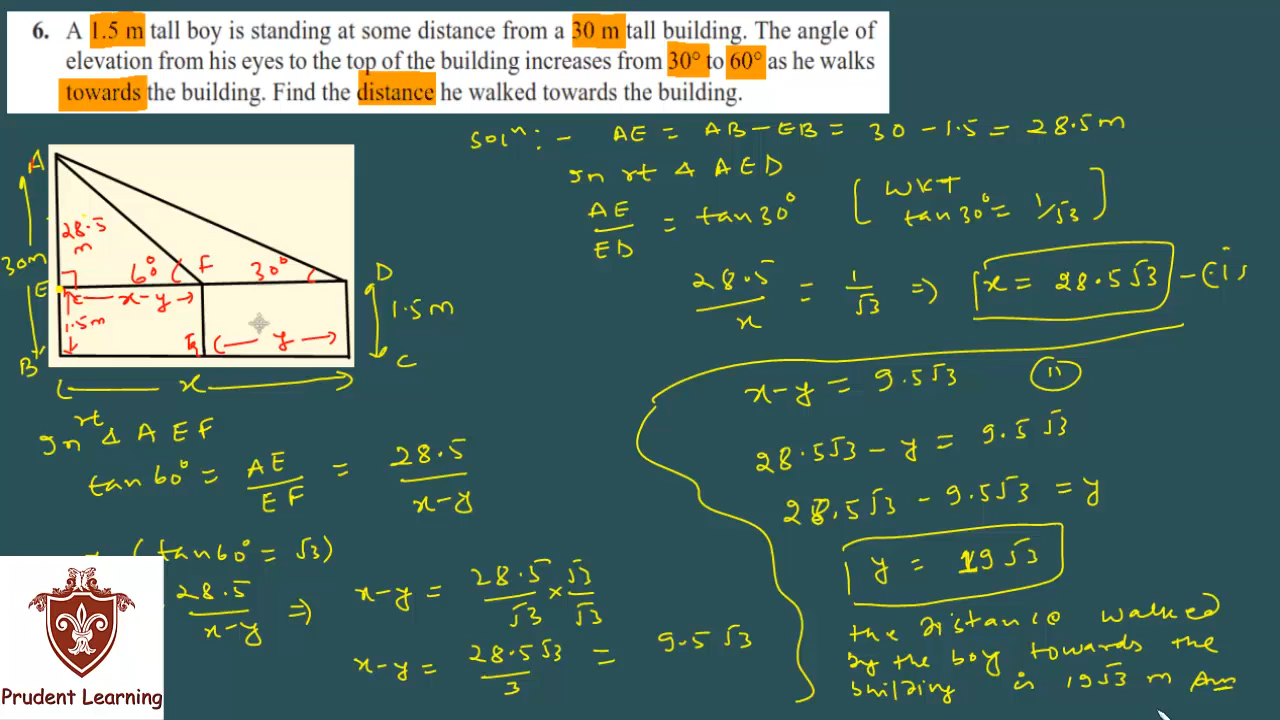 6. A 1.5 m tall boy is standing at some distance from a 30 m tall building. The angle of
elevation from his eyes to the top of the building increases from 30° to 60° as he walks
towards the building. Find the distance he walked towards the building.
Solⁿ:- AE = AB - EB = 30 - 1.5 = 28.5 m
In rt Δ AED
AE/ED = tan 30° [WKT tan 30° = 1/√3]
28.5/x = 1/√3 => x = 28.5√3 - (i)
A
28.5 m
30m
60°
F
30°
D
E
x-y
1.5m
1.5 m
y
B
C
x
In rt Δ AEF
tan 60° = AE/EF = 28.5/x-y
(tan 60° = √3)
28.5/x-y =>
x-y = 28.5/√3 × √3/√3
x-y = 28.5√3/3 = 9.5√3
x-y = 9.5√3 (ii)
28.5√3 - y = 9.5√3
28.5√3 - 9.5√3 = y
y = 19√3
the distance walked
by the boy towards the
building is 19√3 m Ans
Prudent Learning